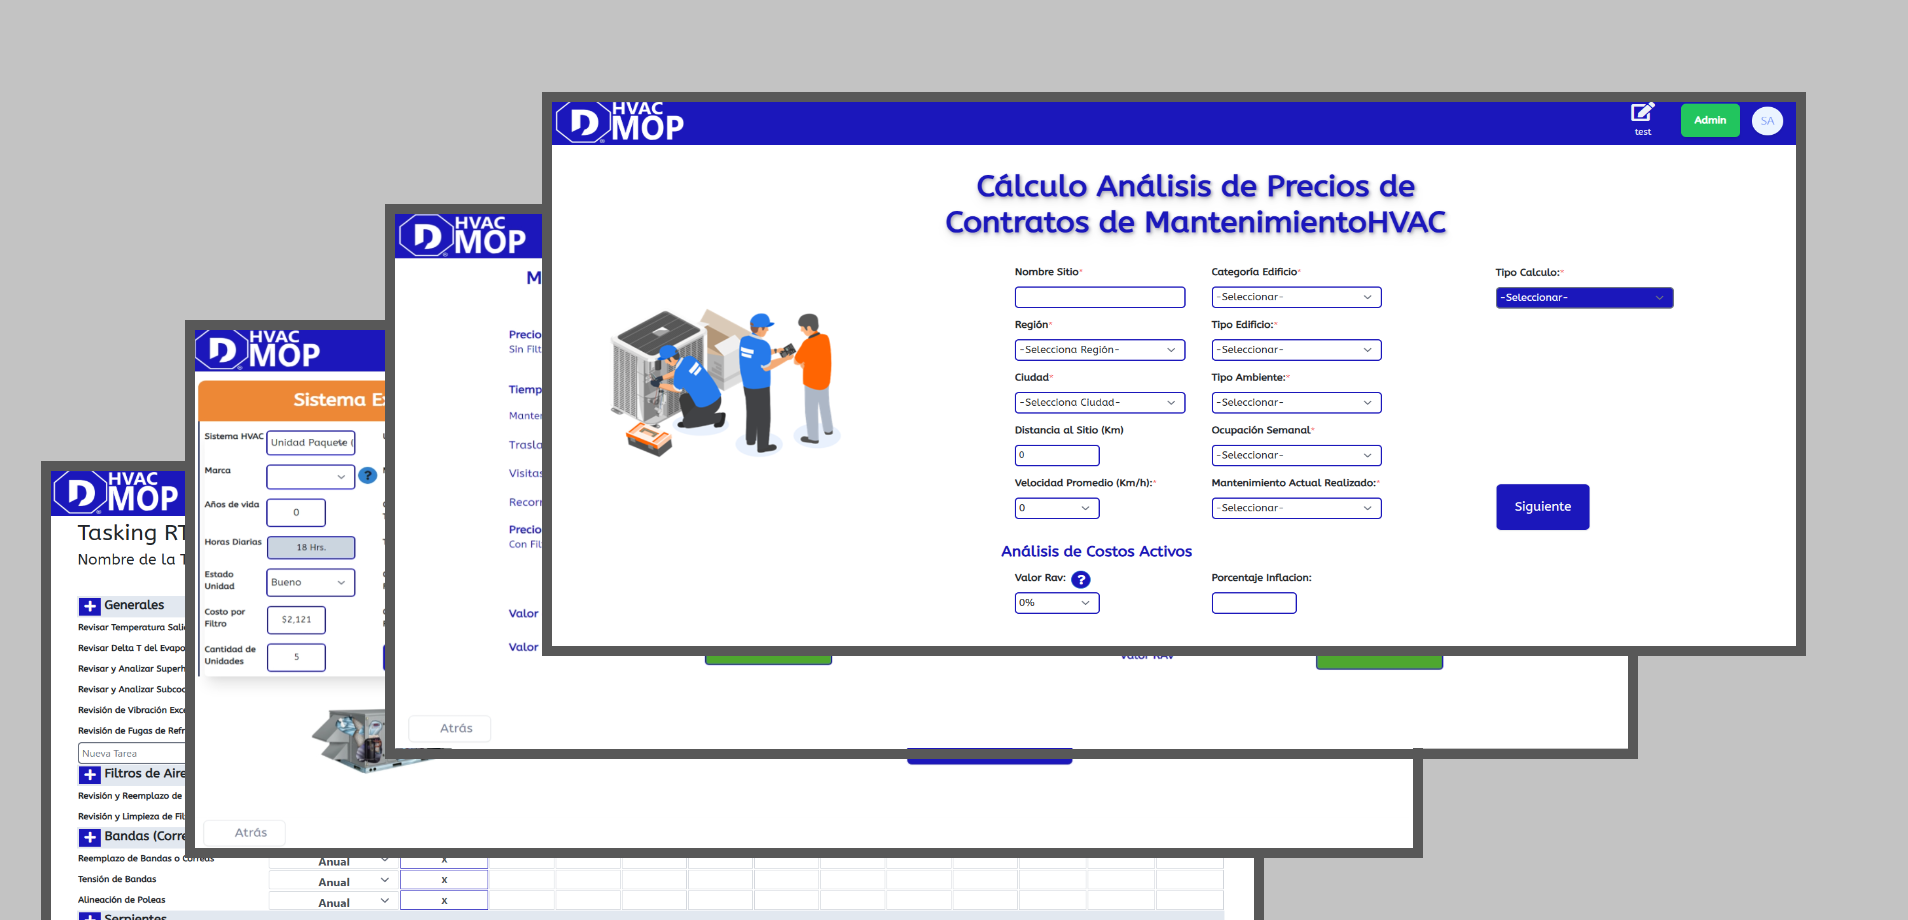 HVAC
MOP
test
Admin
SA
Cálculo Análisis de Precios de
Contratos de MantenimientoHVAC
Nombre Sitio*
Categoría Edificio*
-Seleccionar-
Tipo Calculo:*
-Seleccionar-
Región*
-Selecciona Región-
Tipo Edificio:*
-Seleccionar-
Ciudad*
-Selecciona Ciudad-
Tipo Ambiente:*
-Seleccionar-
Distancia al Sitio (Km)
0
Ocupación Semanal*
-Seleccionar-
Velocidad Promedio (Km/h):*
0
Mantenimiento Actual Realizado:*
-Seleccionar-
Siguiente
Análisis de Costos Activos
Valor Rav: ?
0%
Porcentaje Inflacion:
HVAC
MOP
M
Precio
Sin Filt
Tiemp
Manter
Trasla
Visitas
Recorr
Precio
Con Fil
Valor
Valor
Valor RAV
Atrás
HVAC
MOP
Sistema E
Sistema HVAC
Unidad Paquete (
Marca
?
Años de vida
0
Horas Diarias
18 Hrs.
Estado
Unidad
Bueno
Costo por
Filtro
$2,121
Cantidad de
Unidades
5
Atrás
HVAC
MOP
Tasking RT
Nombre de la T
+ Generales
Revisar Temperatura Sali
Revisar Delta T del Evapo
Revisar y Analizar Superh
Revisar y Analizar Subcoo
Revisión de Vibración Exce
Revisión de Fugas de Refr
Nueva Tarea
+ Filtros de Aire
Revisión y Reemplazo de
Revisión y Limpieza de Fil
+ Bandas (Corre
Reemplazo de Bandas o Correas
Anual
x
Tensión de Bandas
Anual
x
Alineación de Poleas
Anual
x
+ Serpientes